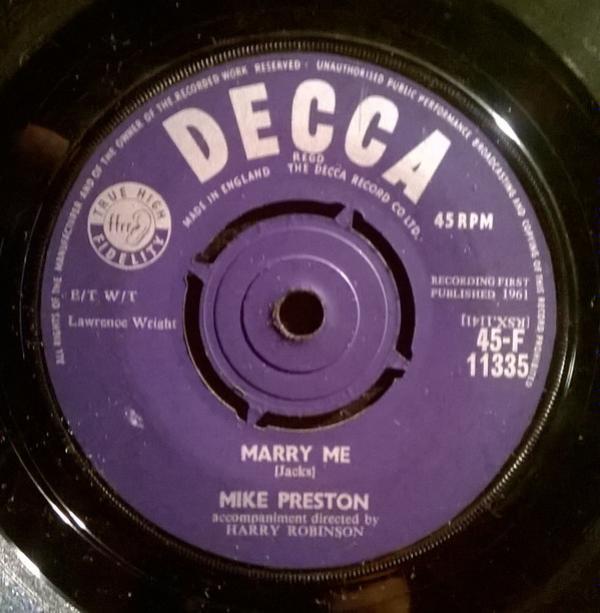 ALL RIGHTS OF THE MANUFACTURER AND OF THE OWNER OF THE RECORDED WORK RESERVED · UNAUTHORISED PUBLIC PERFORMANCE BROADCASTING AND COPYING OF THIS RECORD PROHIBITED
DECCA
REGD
MADE IN ENGLAND THE DECCA RECORD CO. LTD.
TRUE HIGH
ffrr
FIDELITY
45 RPM
B/T. W/T
Lawrence Wright
RECORDING FIRST
PUBLISHED 1961
45-F
11335
MARRY ME
[Jacks]
MIKE PRESTON
accompaniment directed by
HARRY ROBINSON